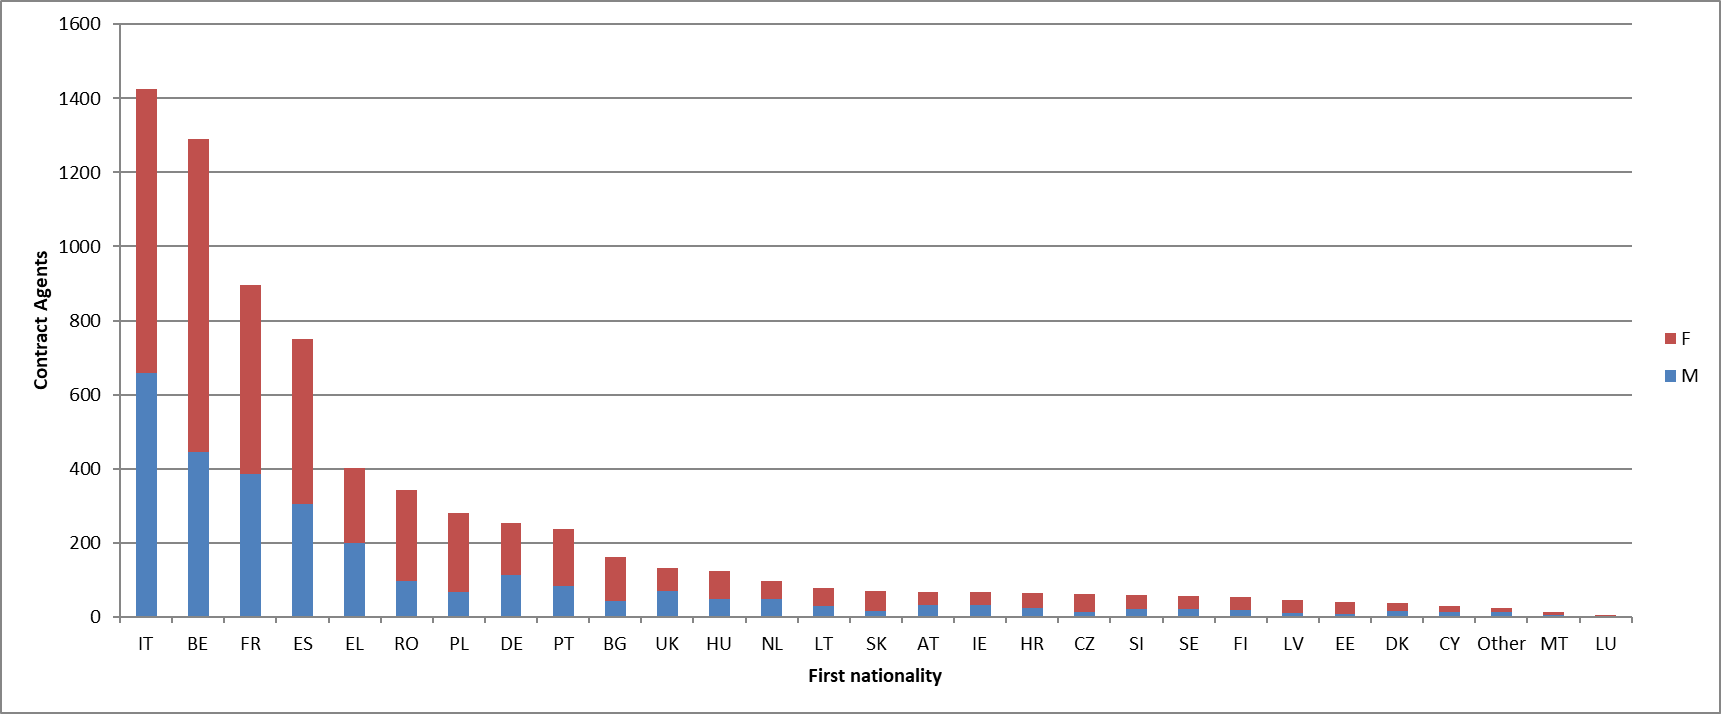 1600
1400
1200
1000
800
600
400
200
0
Contract Agents
IT BE FR ES EL RO PL DE PT BG UK HU NL LT SK AT IE HR CZ SI SE FI LV EE DK CY Other MT LU
First nationality
F
M